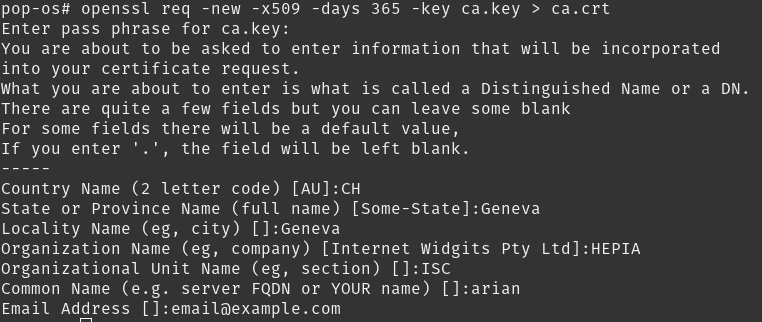 pop-os# openssl req -new -x509 -days 365 -key ca.key > ca.crt
Enter pass phrase for ca.key:
You are about to be asked to enter information that will be incorporated
into your certificate request.
What you are about to enter is what is called a Distinguished Name or a DN.
There are quite a few fields but you can leave some blank
For some fields there will be a default value,
If you enter '.', the field will be left blank.
-----
Country Name (2 letter code) [AU]:CH
State or Province Name (full name) [Some-State]:Geneva
Locality Name (eg, city) []:Geneva
Organization Name (eg, company) [Internet Widgits Pty Ltd]:HEPIA
Organizational Unit Name (eg, section) []:ISC
Common Name (e.g. server FQDN or YOUR name) []:arian
Email Address []:email@example.com